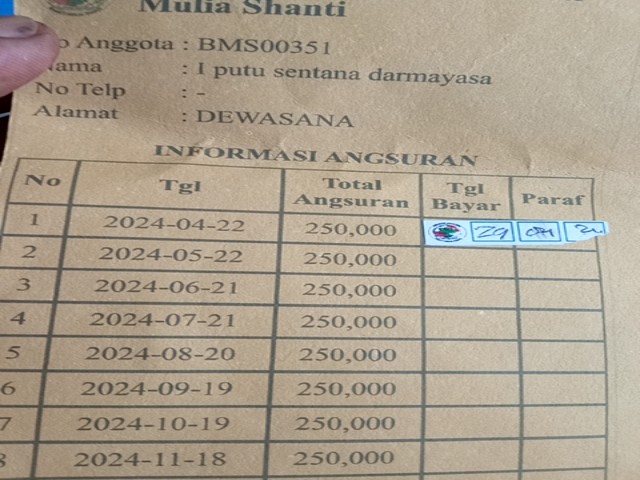 Mulia Shanti
Anggota : BMS00351
Nama : I putu sentana darmayasa
No Telp : -
Alamat : DEWASANA
INFORMASI ANGSURAN
No Tgl Total Angsuran Tgl Bayar Paraf
1 2024-04-22 250,000 29
2 2024-05-22 250,000
3 2024-06-21 250,000
4 2024-07-21 250,000
5 2024-08-20 250,000
6 2024-09-19 250,000
7 2024-10-19 250,000
8 2024-11-18 250,000